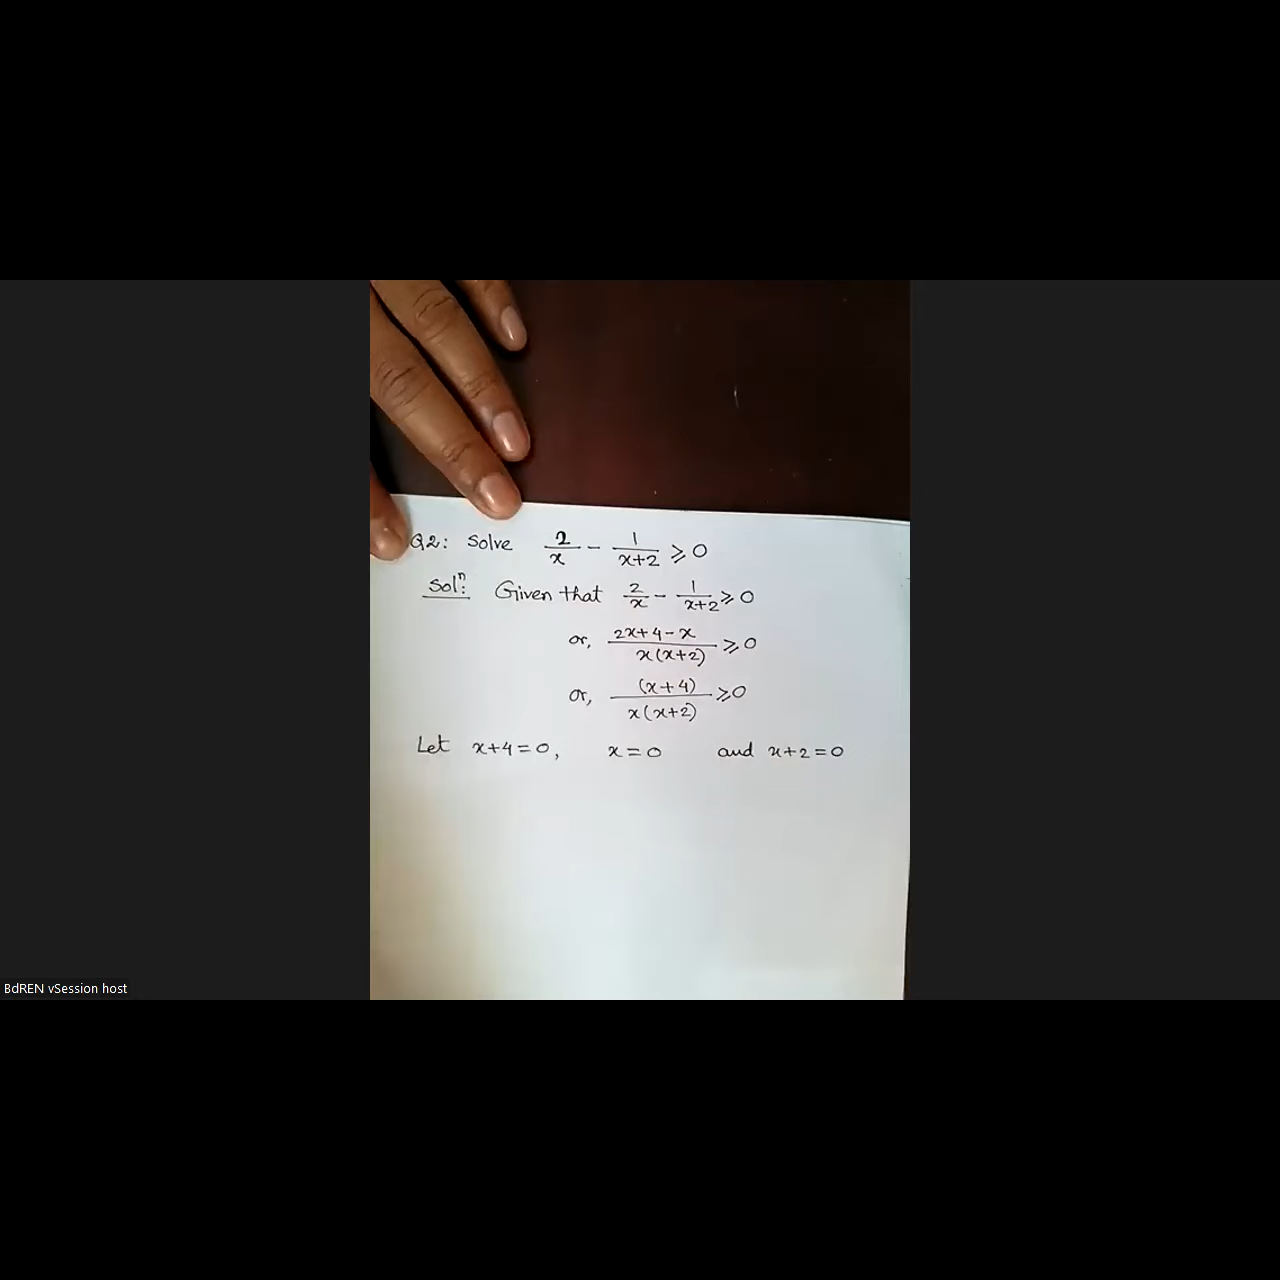 Q2: Solve 2/x - 1/(x+2) ⩾ 0
Solⁿ: Given that 2/x - 1/(x+2) ⩾ 0
or, (2x+4-x)/(x(x+2)) ⩾ 0
or, (x+4)/(x(x+2)) ⩾ 0
Let x+4=0, x=0 and x+2=0
BdREN vSession host